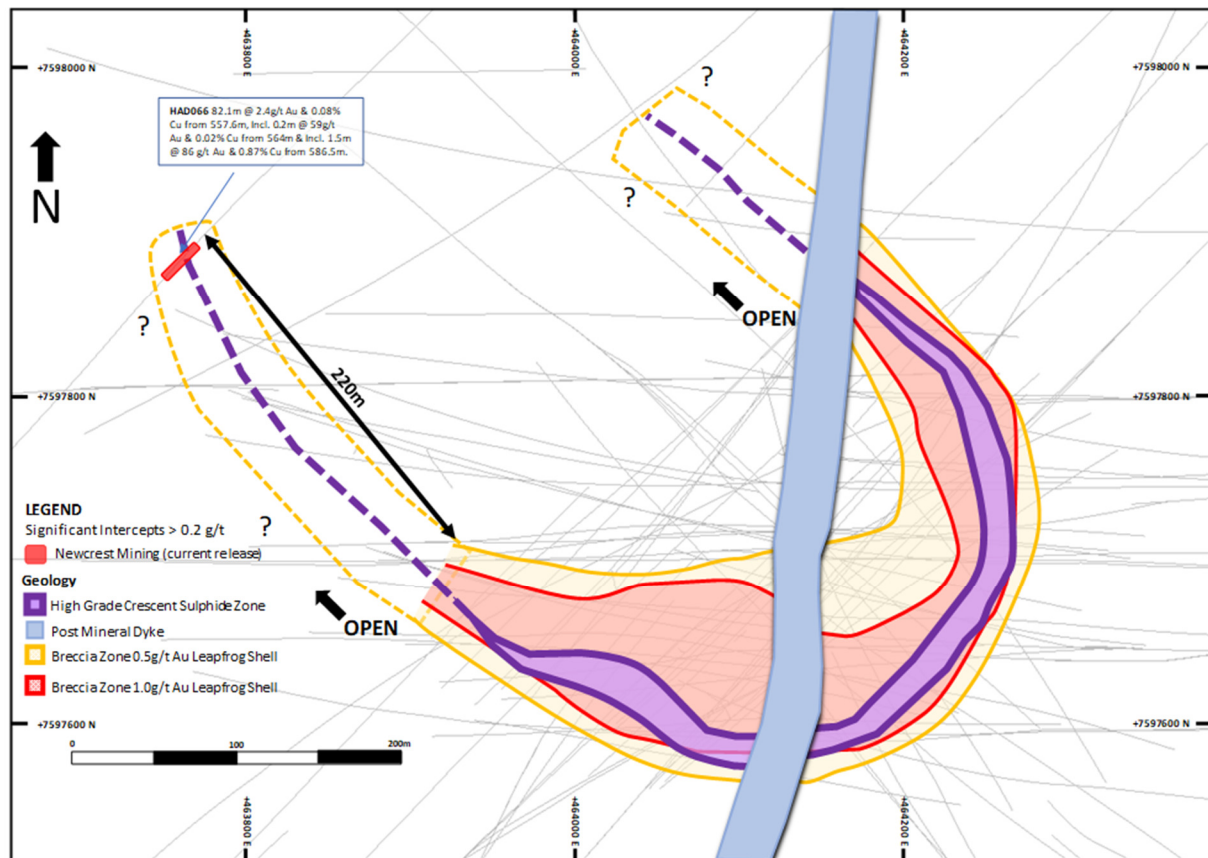 +463800 E
+464000 E
+464200 E
+7598000 N
+7598000 N
?
HAD066 82.1m @ 2.4g/t Au & 0.08%
Cu from 557.6m, Incl. 0.2m @ 59g/t
Au & 0.02% Cu from 564m & Incl. 1.5m
@ 86 g/t Au & 0.87% Cu from 586.5m.
N
?
?
OPEN
220m
+7597800 N
+7597800 N
LEGEND
Significant Intercepts > 0.2 g/t
Newcrest Mining (current release)
Geology
High Grade Crescent Sulphide Zone
Post Mineral Dyke
Breccia Zone 0.5g/t Au Leapfrog Shell
Breccia Zone 1.0g/t Au Leapfrog Shell
?
OPEN
+7597600 N
+7597600 N
0 100 200m
+463800 E
+464000 E
+464200 E